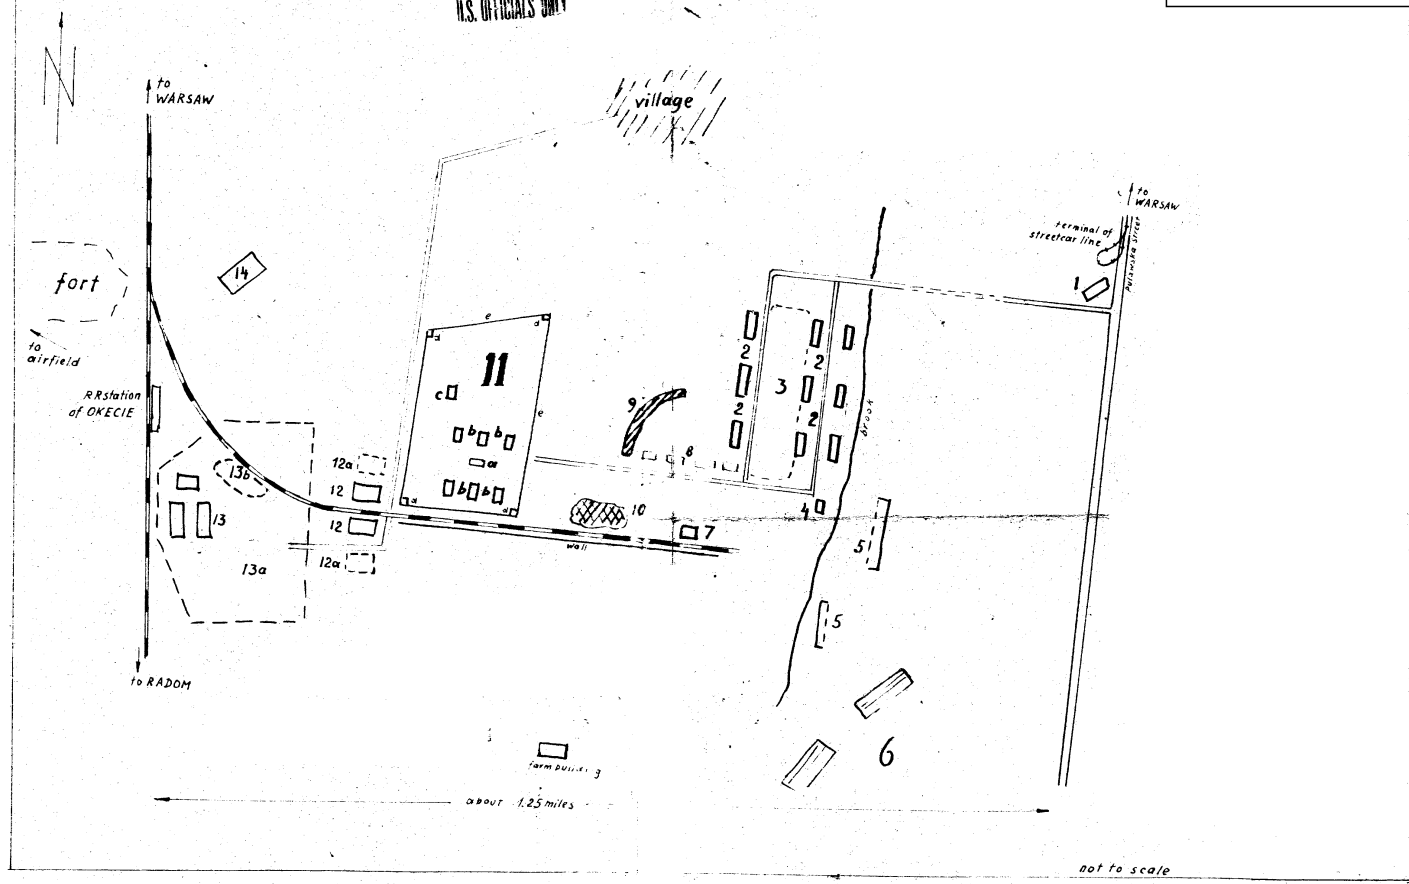 U.S. OFFICIALS ONLY
N
to
WARSAW
village
to
WARSAW
terminal of
streetcar line
Pulawska street
1
fort
14
to
airfield
RR station
of OKECIE
e
d
d
11
c
e
b
b
a
b
b
d
d
9
8
2
2
2
2
3
brook
13b
12a
12
12
12a
13
13a
10
7
wall
4
5
5
6
to RADOM
farm
about 1.25 miles
not to scale